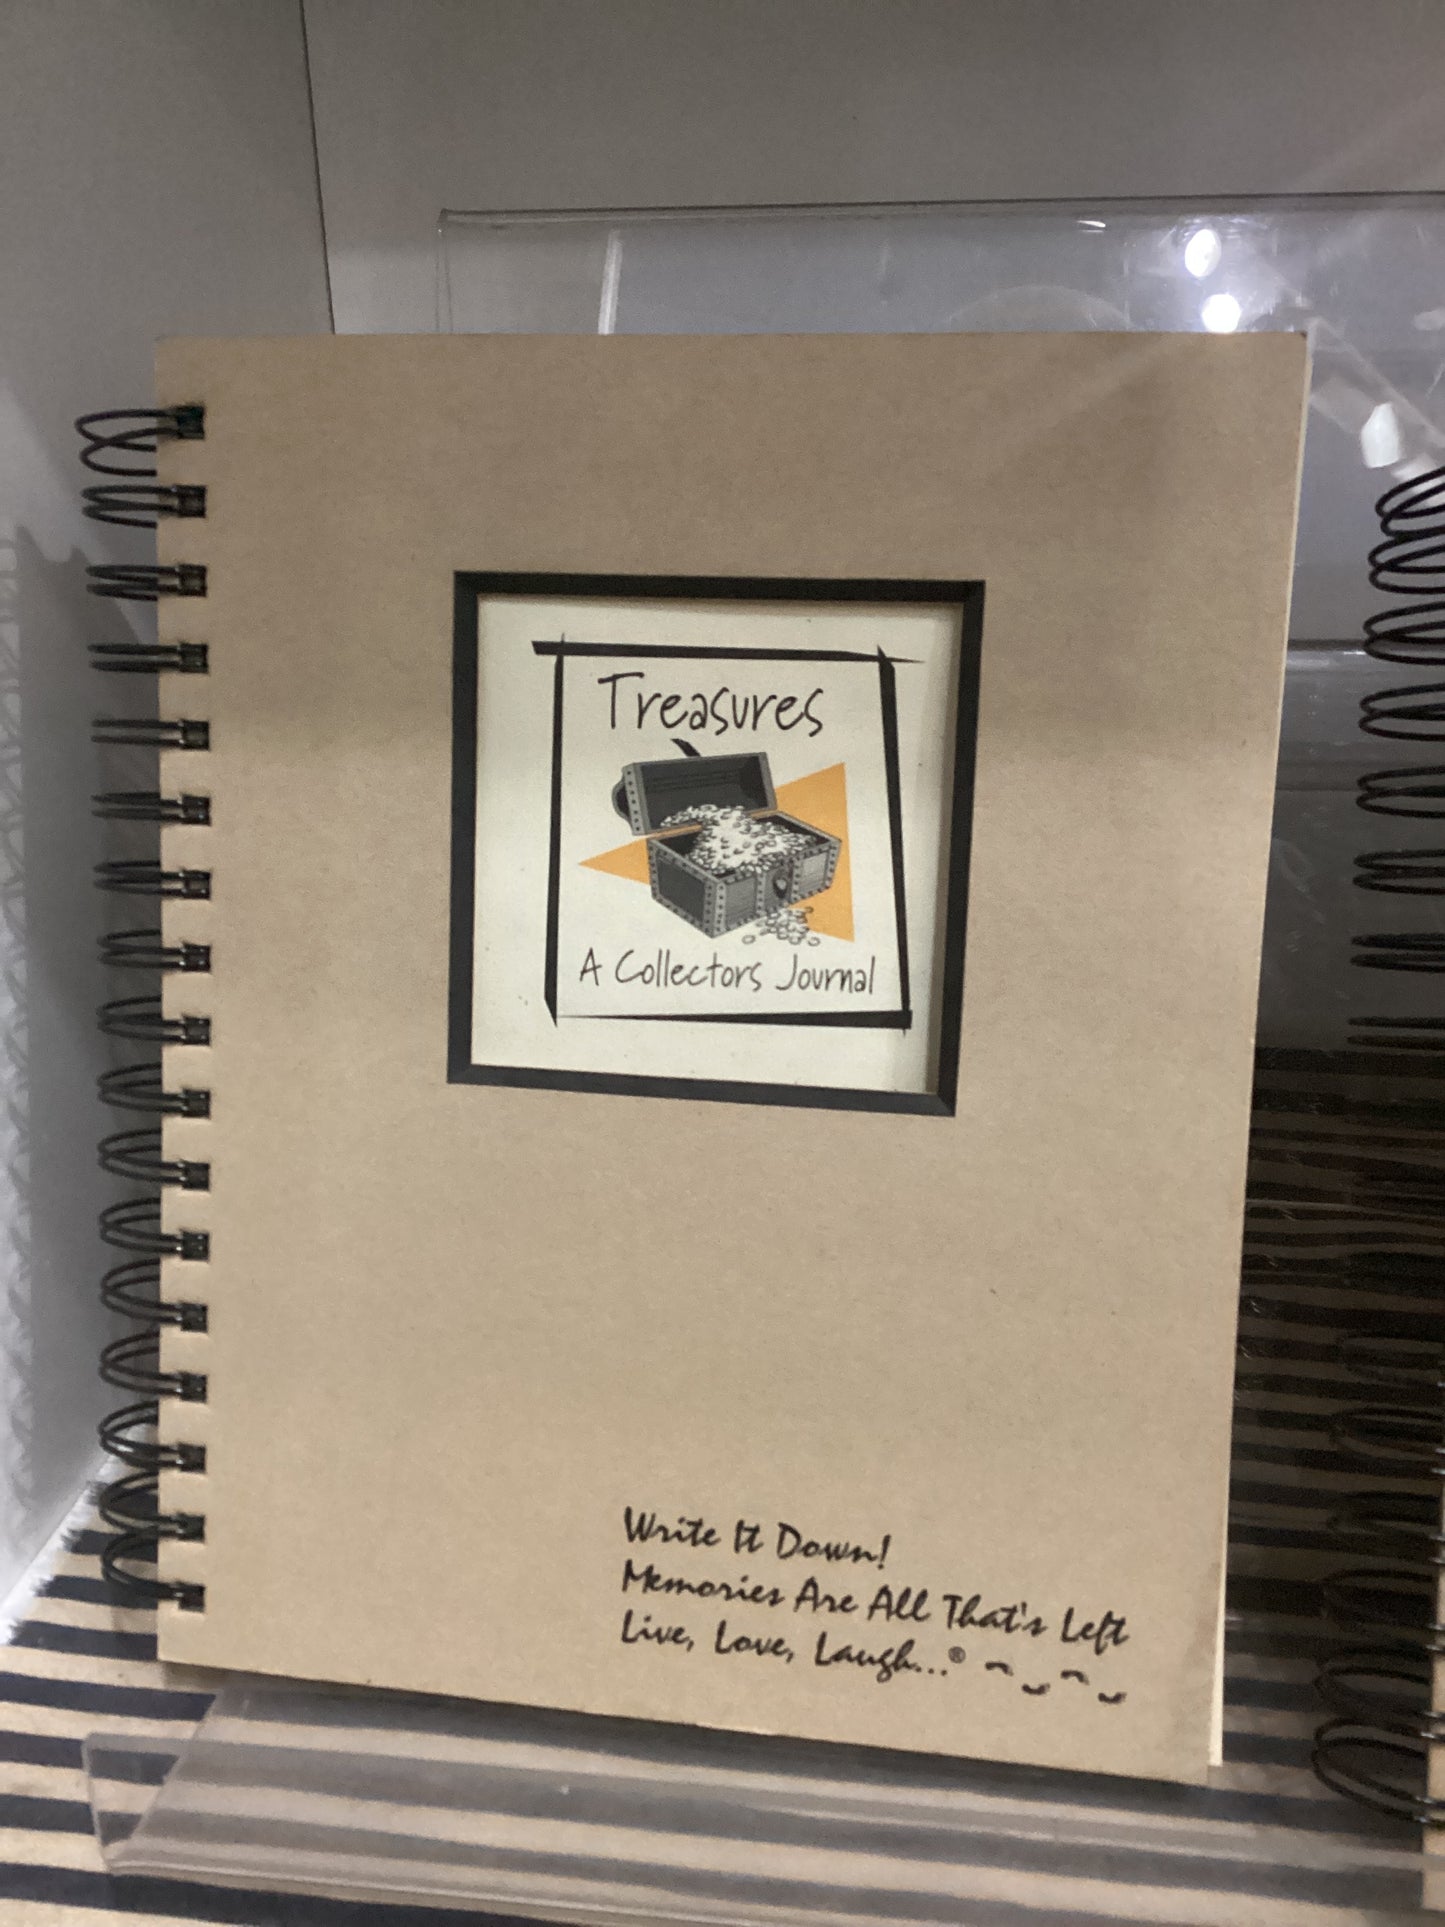 Treasures
A Collectors Journal
Write It Down!
Memories Are All That's Left
Live, Love, Laugh...®